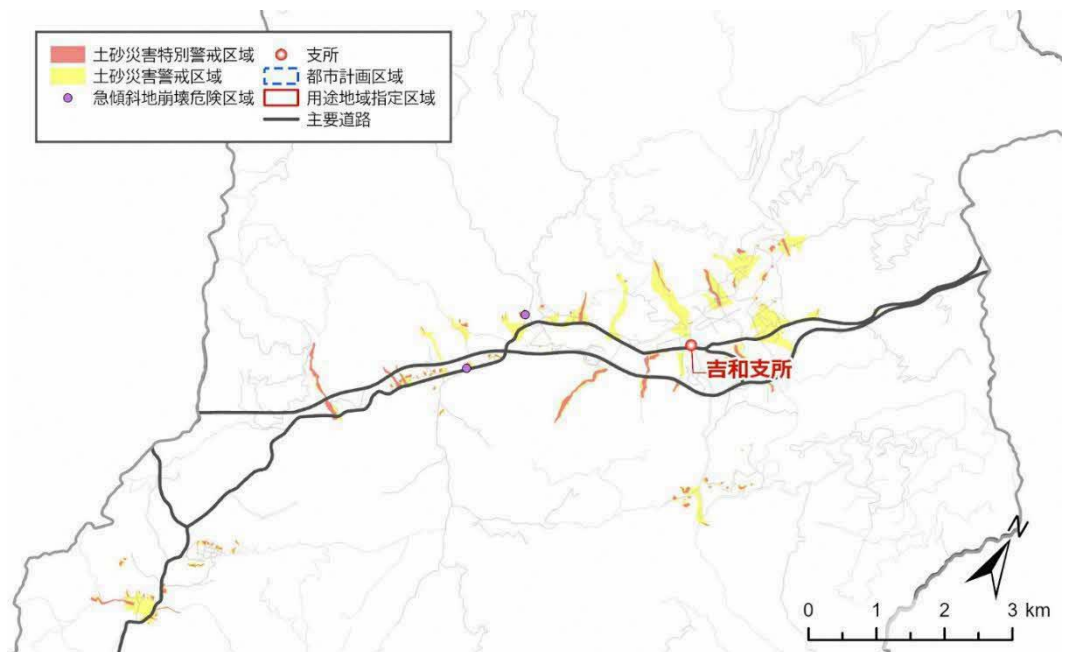 土砂災害特別警戒区域
土砂災害警戒区域
急傾斜地崩壊危険区域
支所
都市計画区域
用途地域指定区域
主要道路
吉和支所
N
0 1 2 3 km